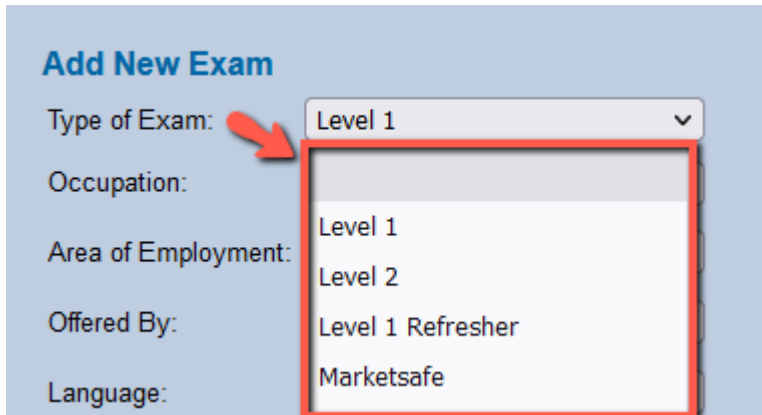 Add New Exam
Type of Exam: Level 1
Occupation:
Level 1
Area of Employment:
Level 2
Offered By:
Level 1 Refresher
Marketsafe
Language: